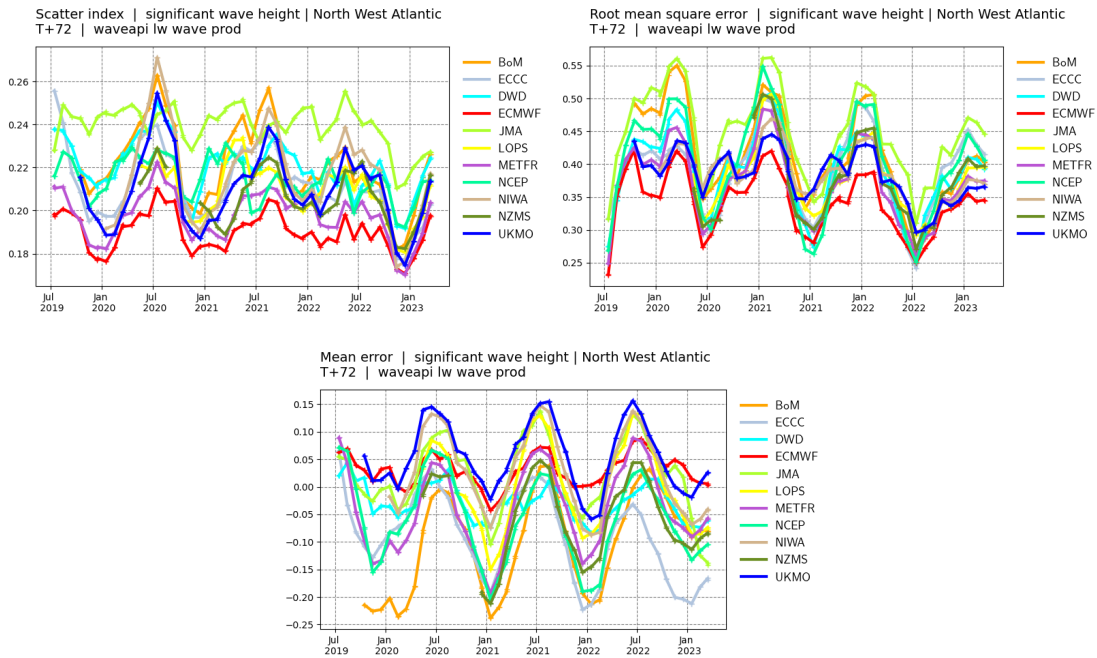 Scatter index | significant wave height | North West Atlantic
T+72 | waveapi lw wave prod
0.26
0.24
0.22
0.20
0.18
Jul 2019
Jan 2020
Jul 2020
Jan 2021
Jul 2021
Jan 2022
Jul 2022
Jan 2023
BoM
ECCC
DWD
ECMWF
JMA
LOPS
METFR
NCEP
NIWA
NZMS
UKMO
Root mean square error | significant wave height | North West Atlantic
T+72 | waveapi lw wave prod
0.55
0.50
0.45
0.40
0.35
0.30
0.25
Jul 2019
Jan 2020
Jul 2020
Jan 2021
Jul 2021
Jan 2022
Jul 2022
Jan 2023
BoM
ECCC
DWD
ECMWF
JMA
LOPS
METFR
NCEP
NIWA
NZMS
UKMO
Mean error | significant wave height | North West Atlantic
T+72 | waveapi lw wave prod
0.15
0.10
0.05
0.00
−0.05
−0.10
−0.15
−0.20
−0.25
Jul 2019
Jan 2020
Jul 2020
Jan 2021
Jul 2021
Jan 2022
Jul 2022
Jan 2023
BoM
ECCC
DWD
ECMWF
JMA
LOPS
METFR
NCEP
NIWA
NZMS
UKMO